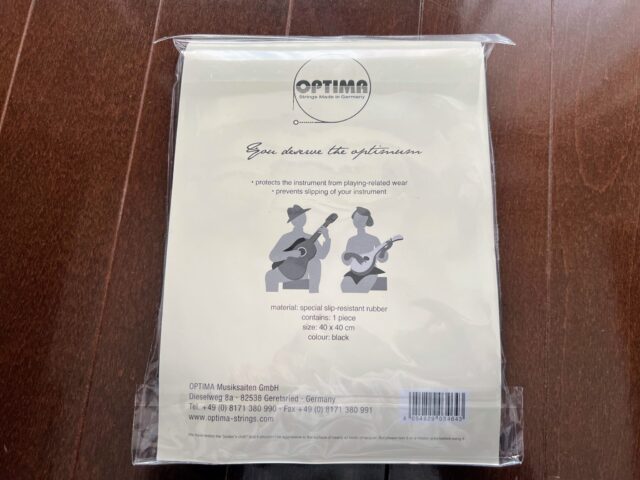 OPTIMA
Strings Made in Germany
You deserve the optimum
• protects the instrument from playing-related wear
• prevents slipping of your instrument
material: special slip-resistant rubber
contains: 1 piece
size: 40 x 40 cm
colour: black
OPTIMA Musiksaiten GmbH
Dieselweg 8a - 82538 Geretsried - Germany
Tel. +49 (0) 8171 380 990 - Fax +49 (0) 8171 380 991
www.optima-strings.com